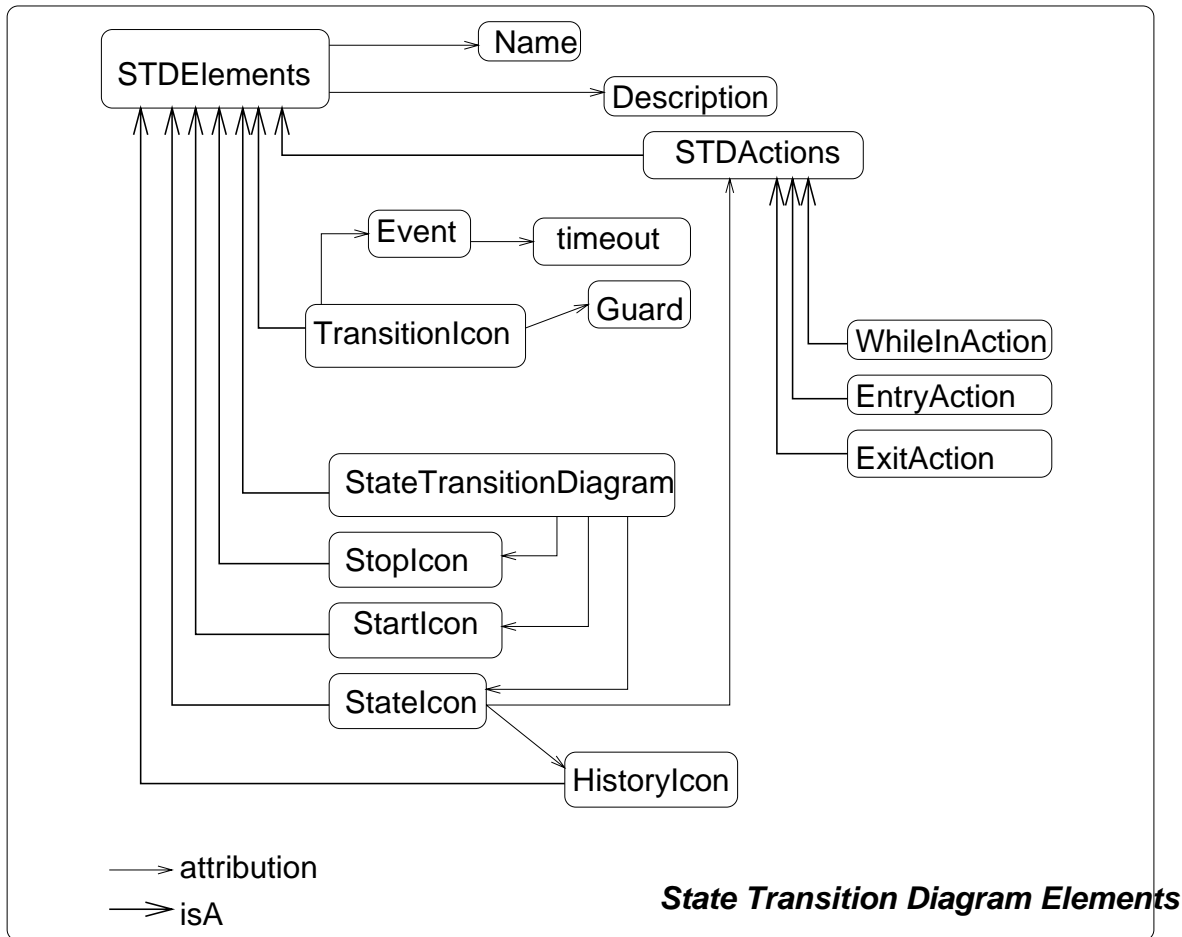 Name
STDElements
Description
STDActions
Event
timeout
Guard
TransitionIcon
WhileInAction
EntryAction
ExitAction
StateTransitionDiagram
StopIcon
StartIcon
StateIcon
HistoryIcon
attribution
isA
State Transition Diagram Elements